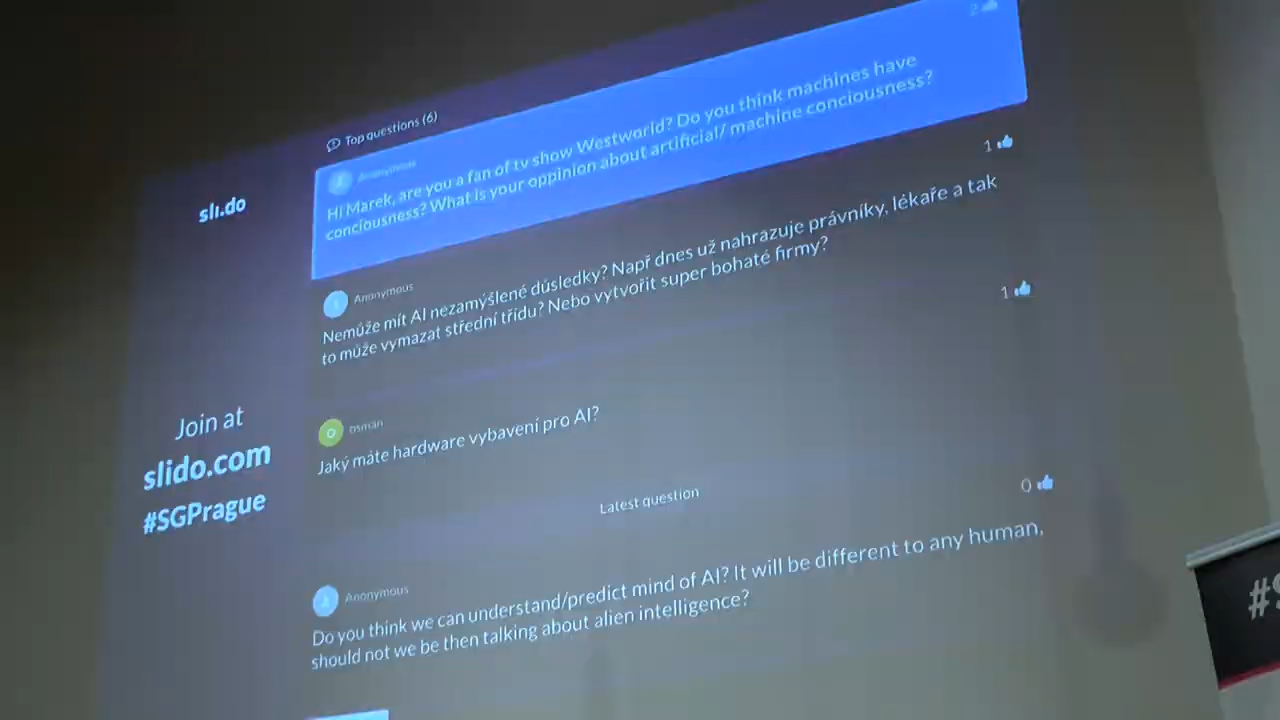 sli.do
Join at
slido.com
#SGPrague
Top questions (6)
2
Anonymous
Hi Marek, are you a fan of tv show Westworld? Do you think machines have
conciousness? What is your oppinion about artificial/ machine conciousness?
1
Anonymous
Nemůže mít AI nezamýšlené důsledky? Např dnes už nahrazuje právníky, lékaře a tak
to může vymazat střední třídu? Nebo vytvořit super bohaté firmy?
1
O
osman
Jaký máte hardware vybavení pro AI?
Latest question
0
Anonymous
Do you think we can understand/predict mind of AI? It will be different to any human,
should not we be then talking about alien intelligence?